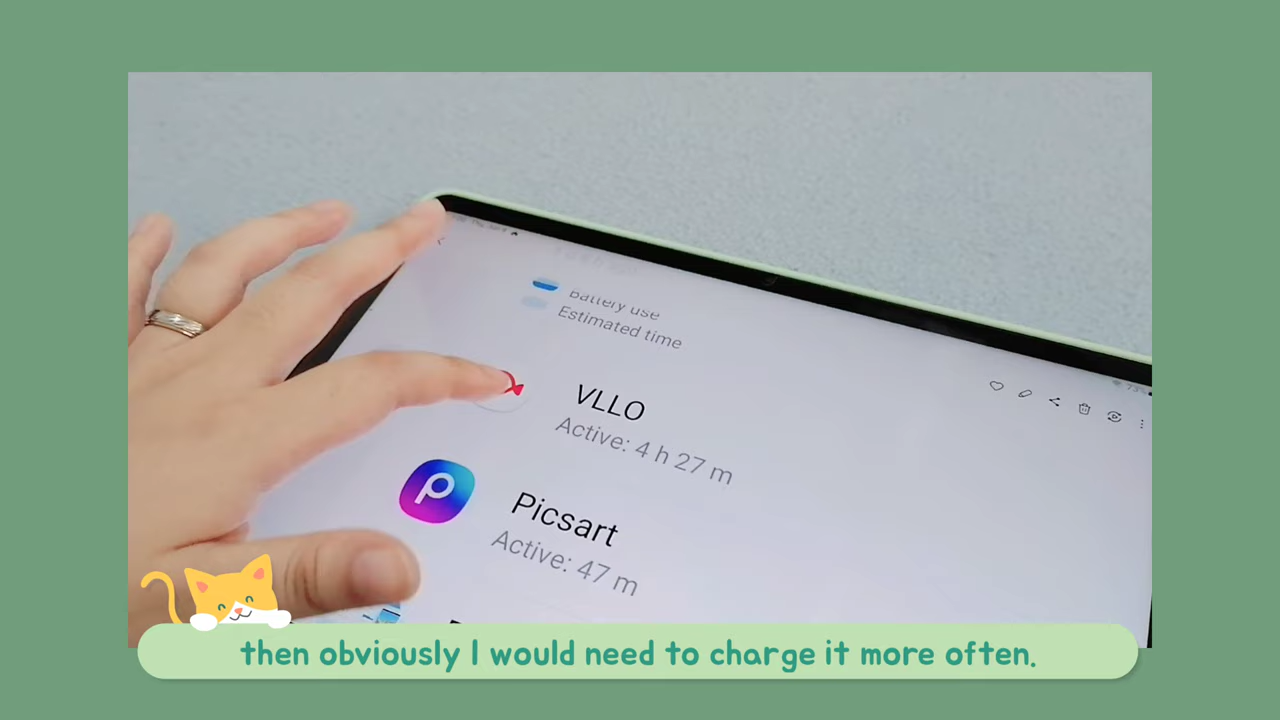 Battery use
Estimated time
VLLO
Active: 4 h 27 m
Picsart
Active: 47 m
then obviously I would need to charge it more often.